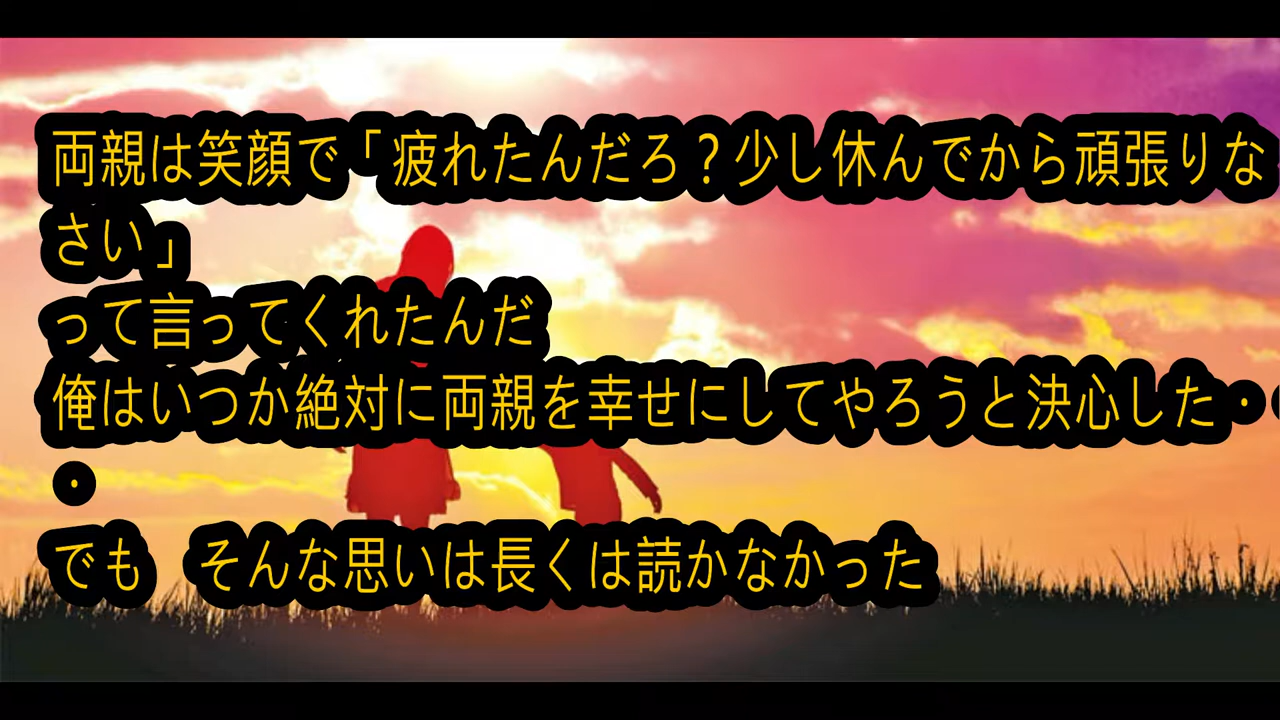 両親は笑顔で「疲れたんだろ？少し休んでから頑張りな
さい」
って言ってくれたんだ
俺はいつか絶対に両親を幸せにしてやろうと決心した・・
・
でも　そんな思いは長くは読かなかった